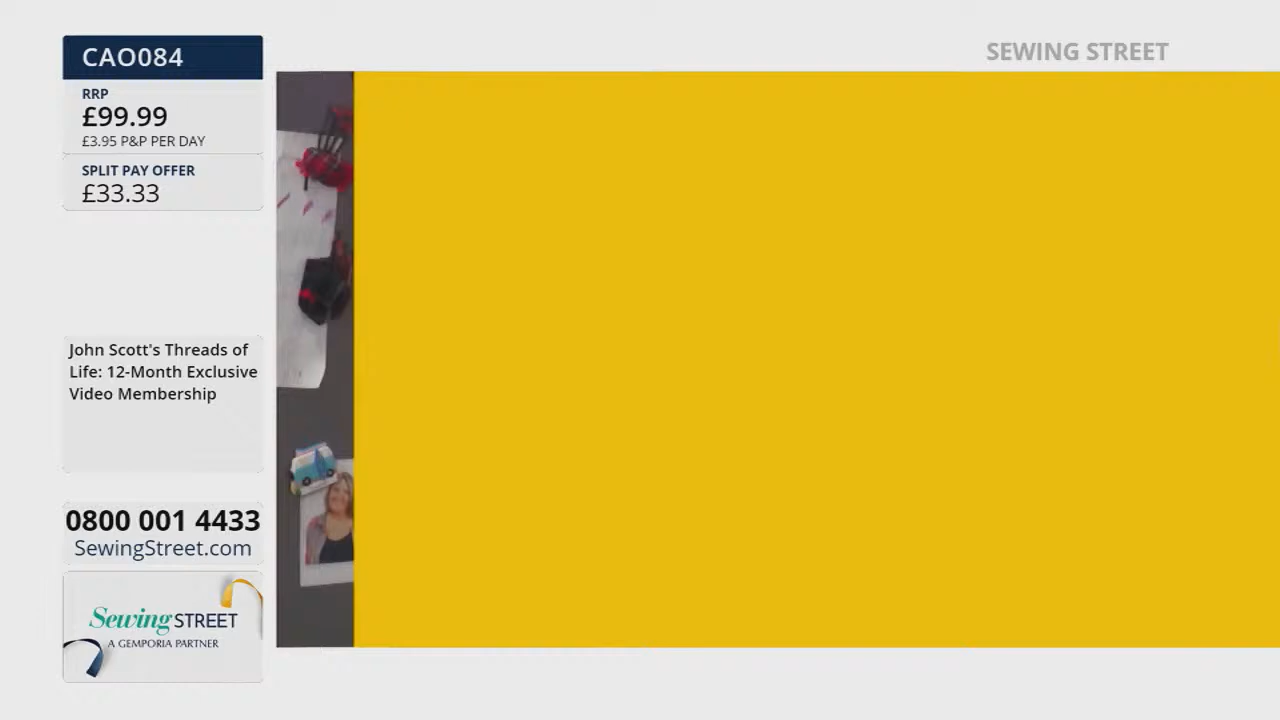 CAO084
RRP
£99.99
£3.95 P&P PER DAY
SPLIT PAY OFFER
£33.33
John Scott's Threads of
Life: 12-Month Exclusive
Video Membership
0800 001 4433
SewingStreet.com
Sewing STREET
A GEMPORIA PARTNER
SEWING STREET